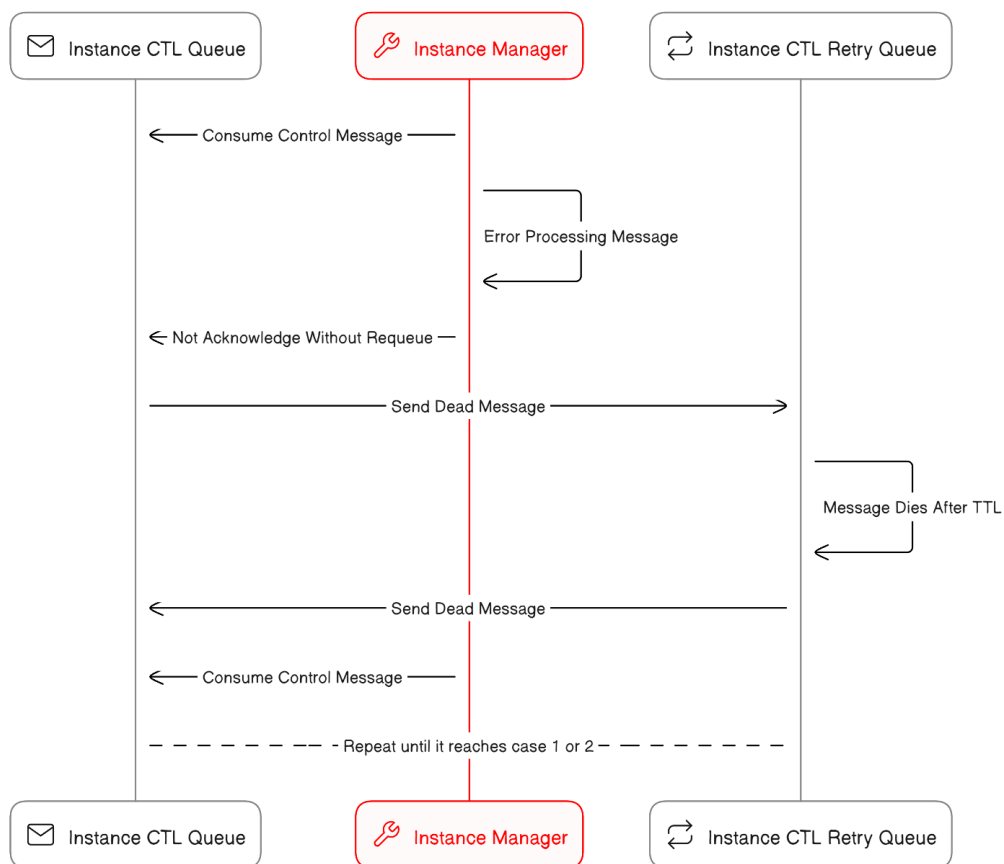 Instance CTL Queue
Instance Manager
Instance CTL Retry Queue
Consume Control Message
Error Processing Message
Not Acknowledge Without Requeue
Send Dead Message
Message Dies After TTL
Send Dead Message
Consume Control Message
Repeat until it reaches case 1 or 2
Instance CTL Queue
Instance Manager
Instance CTL Retry Queue